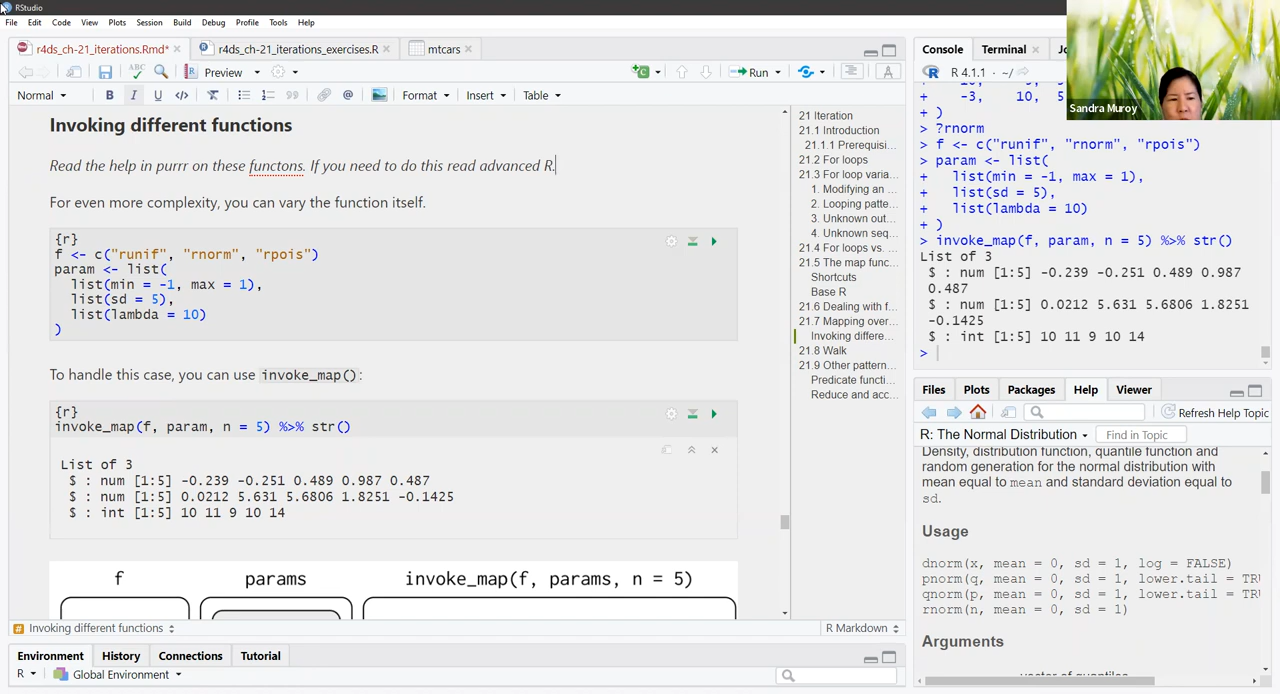 RStudio
File Edit Code View Plots Session Build Debug Profile Tools Help
r4ds_ch-21_iterations.Rmd* r4ds_ch-21_iterations_exercises.R mtcars
ABC Preview Run
Normal B I U Format Insert Table
Invoking different functions
Read the help in purrr on these functons. If you need to do this read advanced R.
For even more complexity, you can vary the function itself.
{r}
f <- c("runif", "rnorm", "rpois")
param <- list(
list(min = -1, max = 1),
list(sd = 5),
list(lambda = 10)
)
To handle this case, you can use invoke_map():
{r}
invoke_map(f, param, n = 5) %>% str()
List of 3
$ : num [1:5] -0.239 -0.251 0.489 0.987 0.487
$ : num [1:5] 0.0212 5.631 5.6806 1.8251 -0.1425
$ : int [1:5] 10 11 9 10 14
f params invoke_map(f, params, n = 5)
Invoking different functions R Markdown
21 Iteration
21.1 Introduction
21.1.1 Prerequisi...
21.2 For loops
21.3 For loop varia...
1. Modifying an ...
2. Looping patte...
3. Unknown out...
4. Unknown seq...
21.4 For loops vs. ...
21.5 The map func...
Shortcuts
Base R
21.6 Dealing with f...
21.7 Mapping over...
Invoking differe...
21.8 Walk
21.9 Other pattern...
Predicate functi...
Reduce and acc...
Environment History Connections Tutorial
R Global Environment
Console Terminal
R 4.1.1 · ~/
+ -3, 10, 5
+ )
> ?rnorm
> f <- c("runif", "rnorm", "rpois")
> param <- list(
+ list(min = -1, max = 1),
+ list(sd = 5),
+ list(lambda = 10)
+ )
> invoke_map(f, param, n = 5) %>% str()
List of 3
$ : num [1:5] -0.239 -0.251 0.489 0.987
0.487
$ : num [1:5] 0.0212 5.631 5.6806 1.8251
-0.1425
$ : int [1:5] 10 11 9 10 14
>
Sandra Muroy
Files Plots Packages Help Viewer
Refresh Help Topic
R: The Normal Distribution Find in Topic
Density, distribution function, quantile function and
random generation for the normal distribution with
mean equal to mean and standard deviation equal to
sd.
Usage
dnorm(x, mean = 0, sd = 1, log = FALSE)
pnorm(q, mean = 0, sd = 1, lower.tail = TRU
qnorm(p, mean = 0, sd = 1, lower.tail = TRU
rnorm(n, mean = 0, sd = 1)
Arguments
vector of quantiles